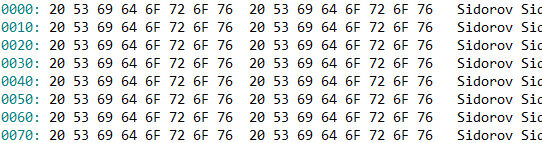 0000: 20 53 69 64 6F 72 6F 76  20 53 69 64 6F 72 6F 76   Sidorov Sid
0010: 20 53 69 64 6F 72 6F 76  20 53 69 64 6F 72 6F 76   Sidorov Sid
0020: 20 53 69 64 6F 72 6F 76  20 53 69 64 6F 72 6F 76   Sidorov Sid
0030: 20 53 69 64 6F 72 6F 76  20 53 69 64 6F 72 6F 76   Sidorov Sid
0040: 20 53 69 64 6F 72 6F 76  20 53 69 64 6F 72 6F 76   Sidorov Sid
0050: 20 53 69 64 6F 72 6F 76  20 53 69 64 6F 72 6F 76   Sidorov Sid
0060: 20 53 69 64 6F 72 6F 76  20 53 69 64 6F 72 6F 76   Sidorov Sid
0070: 20 53 69 64 6F 72 6F 76  20 53 69 64 6F 72 6F 76   Sidorov Sid